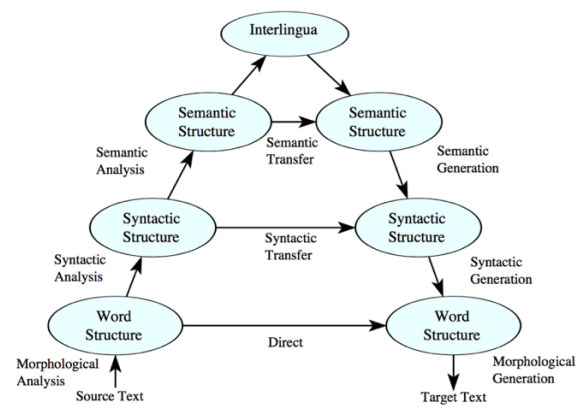 Interlingua
Semantic
Structure
Semantic
Structure
Semantic
Transfer
Semantic
Analysis
Semantic
Generation
Syntactic
Structure
Syntactic
Structure
Syntactic
Transfer
Syntactic
Analysis
Syntactic
Generation
Word
Structure
Word
Structure
Direct
Morphological
Analysis
Morphological
Generation
Source Text
Target Text